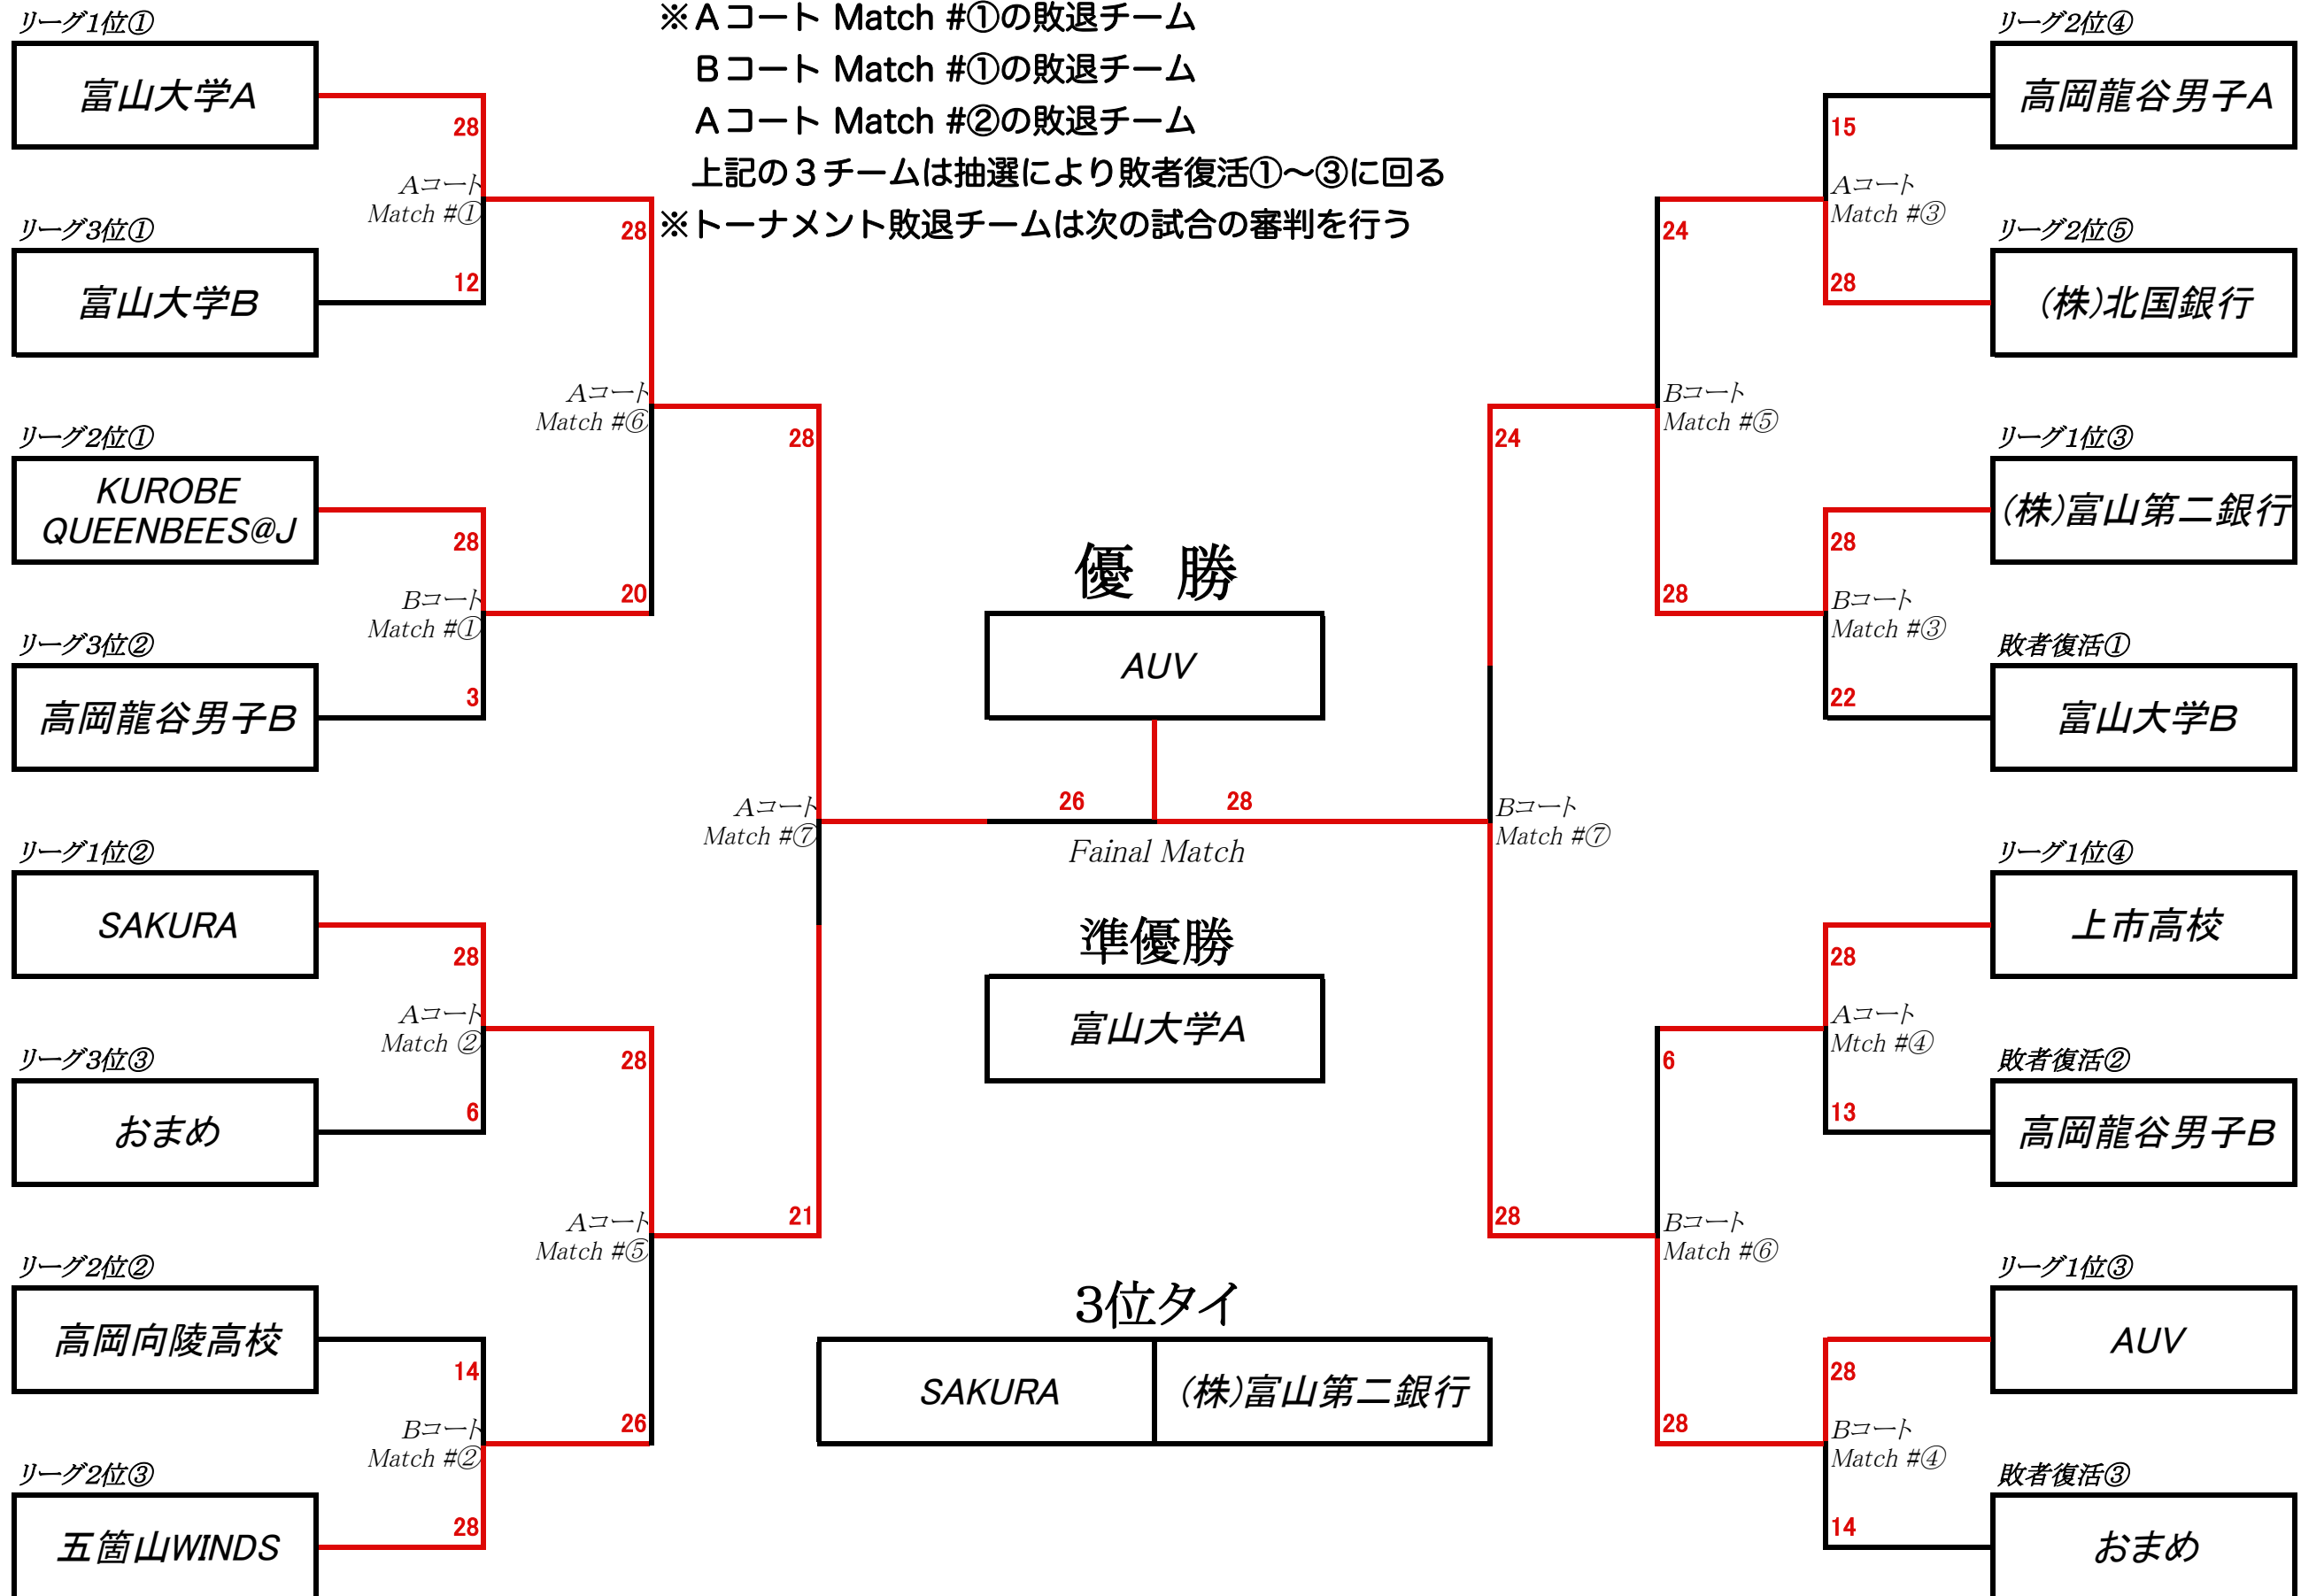 ※Aコート Match #①の敗退チーム
Bコート Match #①の敗退チーム
Aコート Match #②の敗退チーム
上記の3チームは抽選により敗者復活①～③に回る
※トーナメント敗退チームは次の試合の審判を行う
リーグ1位①
富山大学A
28
Aコート
Match #①
リーグ3位①
12
富山大学B
28
Aコート
Match #⑥
リーグ2位①
KUROBE
QUEENBEES@J
28
Bコート
Match #①
20
リーグ3位②
3
高岡龍谷男子B
28
Aコート
Match #⑦
リーグ1位②
SAKURA
28
Aコート
Match ②
リーグ3位③
6
おまめ
28
Aコート
Match #⑤
21
リーグ2位②
高岡向陵高校
14
Bコート
Match #②
26
リーグ2位③
28
五箇山WINDS
優 勝
AUV
26
28
Fainal Match
準優勝
富山大学A
3位タイ
SAKURA
(株)富山第二銀行
リーグ2位④
高岡龍谷男子A
15
Aコート
Match #③
リーグ2位⑤
28
(株)北国銀行
24
Bコート
Match #⑤
24
リーグ1位③
(株)富山第二銀行
28
Bコート
Match #③
28
敗者復活①
22
富山大学B
Bコート
Match #⑦
リーグ1位④
上市高校
28
Aコート
Mtch #④
敗者復活②
13
高岡龍谷男子B
6
Bコート
Match #⑥
28
リーグ1位③
AUV
28
Bコート
Match #④
28
敗者復活③
14
おまめ